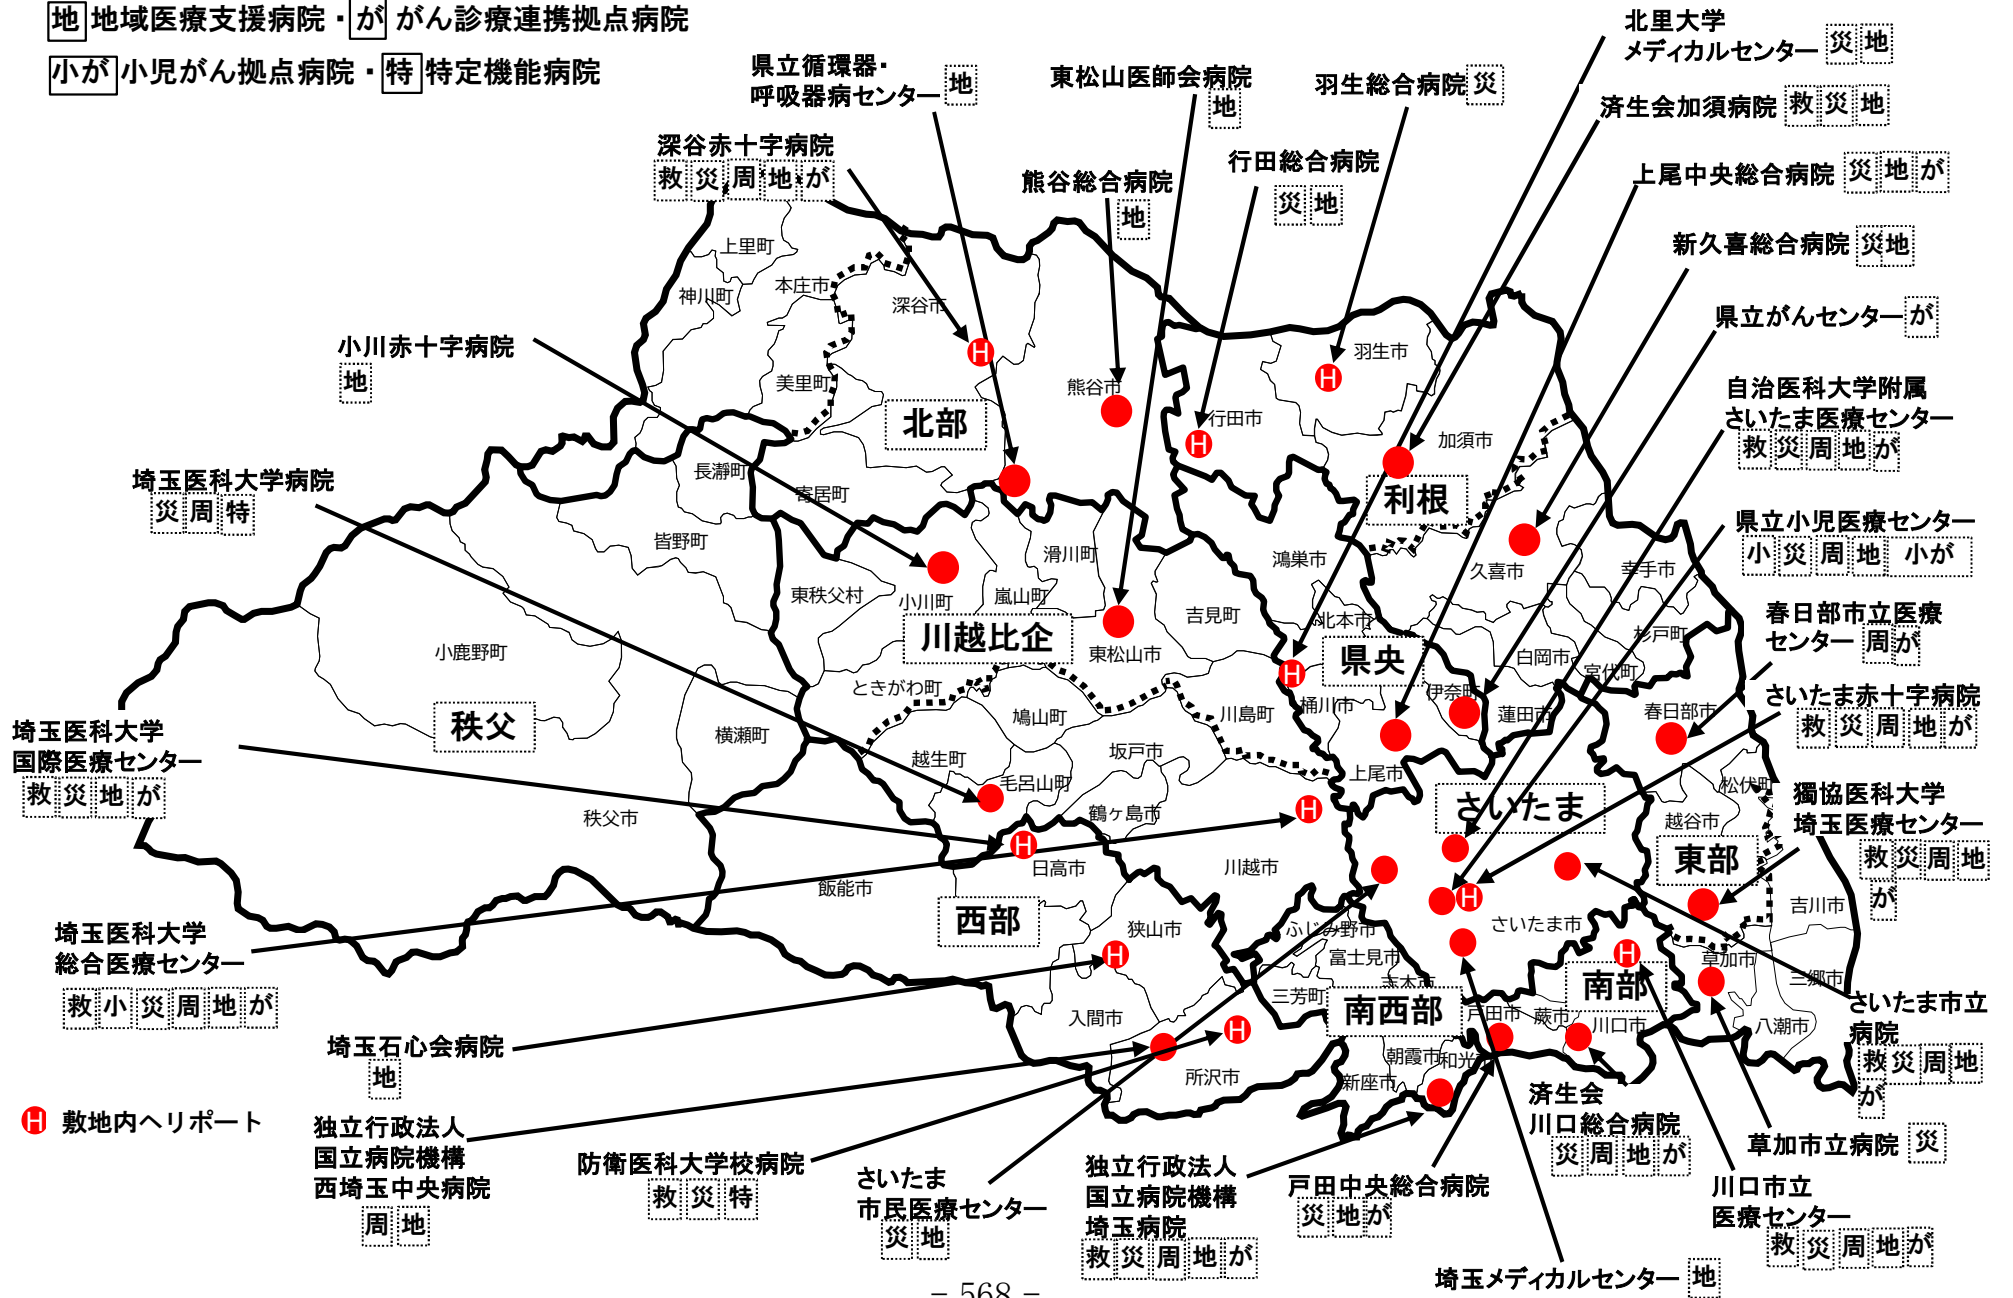 地 地域医療支援病院・が がん診療連携拠点病院
小が 小児がん拠点病院・特 特定機能病院
県立循環器・
呼吸器病センター 地
東松山医師会病院
地
羽生総合病院 災
北里大学
メディカルセンター 災 地
済生会加須病院 救 災 地
深谷赤十字病院
救 災 周 地 が
熊谷総合病院
地
行田総合病院
災 地
上尾中央総合病院 災 地 が
新久喜総合病院 災 地
県立がんセンター が
自治医科大学附属
さいたま医療センター
救 災 周 地 が
県立小児医療センター
小 災 周 地 小が
春日部市立医療
センター 周 が
さいたま赤十字病院
救 災 周 地 が
獨協医科大学
埼玉医療センター
救 災 周 地
が
さいたま市立
病院
救 災 周 地
が
小川赤十字病院
地
埼玉医科大学病院
災 周 特
埼玉医科大学
国際医療センター
救 災 地 が
埼玉医科大学
総合医療センター
救 小 災 周 地 が
埼玉石心会病院
地
H 敷地内ヘリポート
独立行政法人
国立病院機構
西埼玉中央病院
周 地
防衛医科大学校病院
救 災 特
さいたま
市民医療センター
災 地
独立行政法人
国立病院機構
埼玉病院
救 災 周 地 が
戸田中央総合病院
災 地 が
済生会
川口総合病院
災 周 地 が
草加市立病院 災
川口市立
医療センター
救 災 周 地 が
埼玉メディカルセンター 地
上里町
神川町
本庄市
深谷市
美里町
熊谷市
羽生市
行田市
加須市
北部
利根
長瀞町
寄居町
皆野町
東秩父村
小川町
嵐山町
滑川町
吉見町
鴻巣市
久喜市
幸手市
北本市
杉戸町
川越比企
県央
東松山市
白岡市
宮代町
小鹿野町
ときがわ町
伊奈町
桶川市
蓮田市
春日部市
秩父
横瀬町
鳩山町
川島町
越生町
坂戸市
上尾市
毛呂山町
松伏町
さいたま
鶴ヶ島市
越谷市
秩父市
東部
日高市
川越市
飯能市
吉川市
西部
狭山市
ふじみ野市
さいたま市
富士見市
草加市
三郷市
三芳町
南部
南西部
入間市
戸田市
蕨市
川口市
八潮市
朝霞市
所沢市
新座市
H
H
H
H
H
H
H
H
H
H
- 568 -